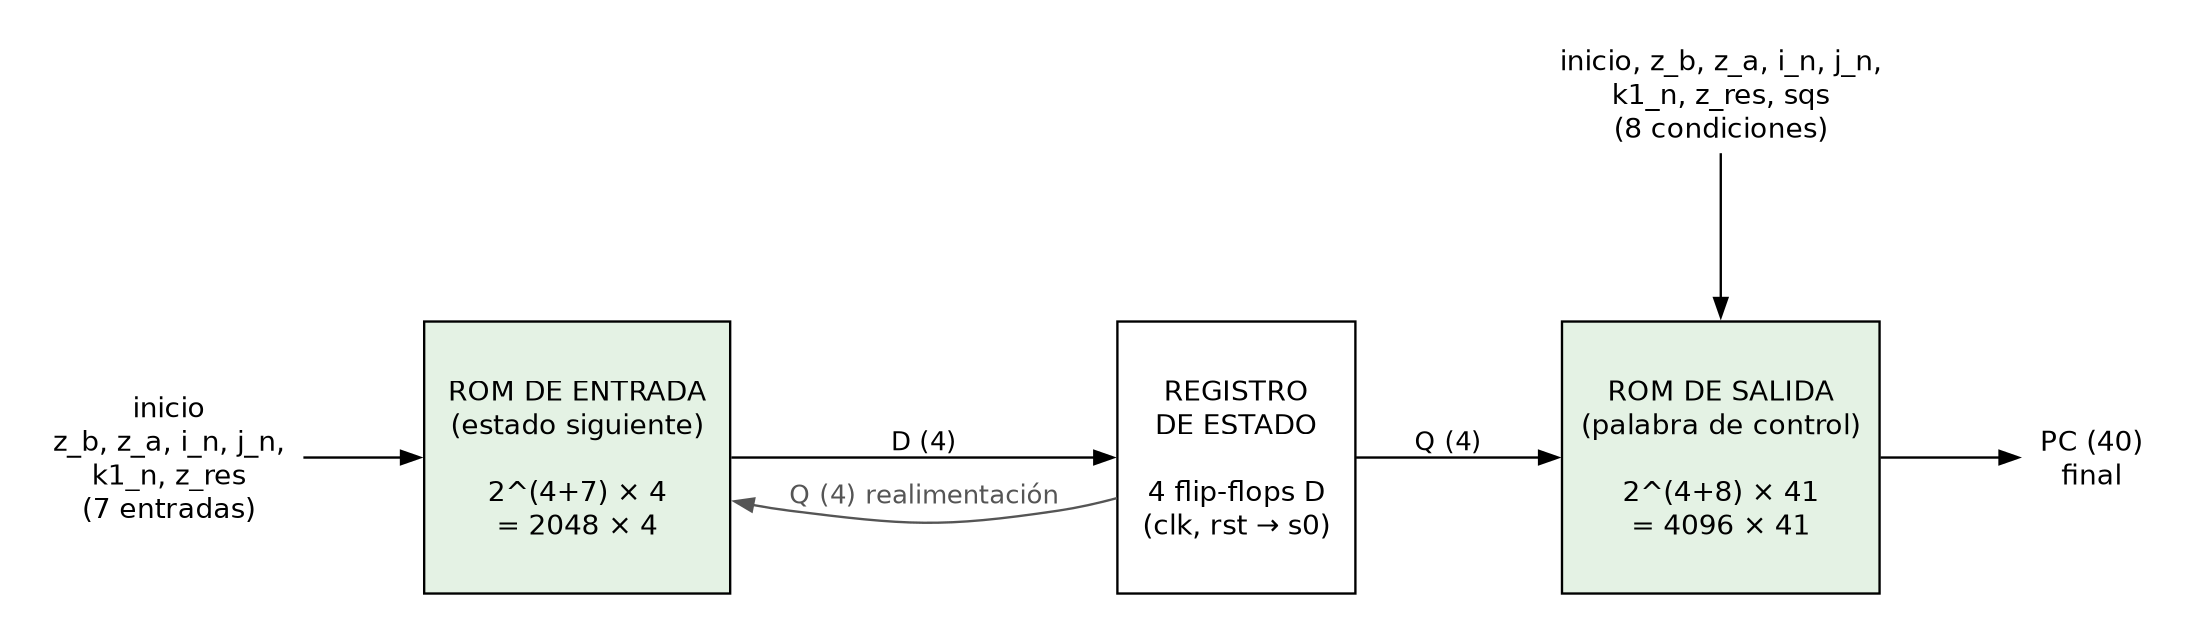 inicio, z_b, z_a, i_n, j_n,
k1_n, z_res, sqs
(8 condiciones)
inicio
z_b, z_a, i_n, j_n,
k1_n, z_res
(7 entradas)
ROM DE ENTRADA
(estado siguiente)
2^(4+7) × 4
= 2048 × 4
D (4)
Q (4) realimentación
REGISTRO
DE ESTADO
4 flip-flops D
(clk, rst → s0)
Q (4)
ROM DE SALIDA
(palabra de control)
2^(4+8) × 41
= 4096 × 41
PC (40)
final